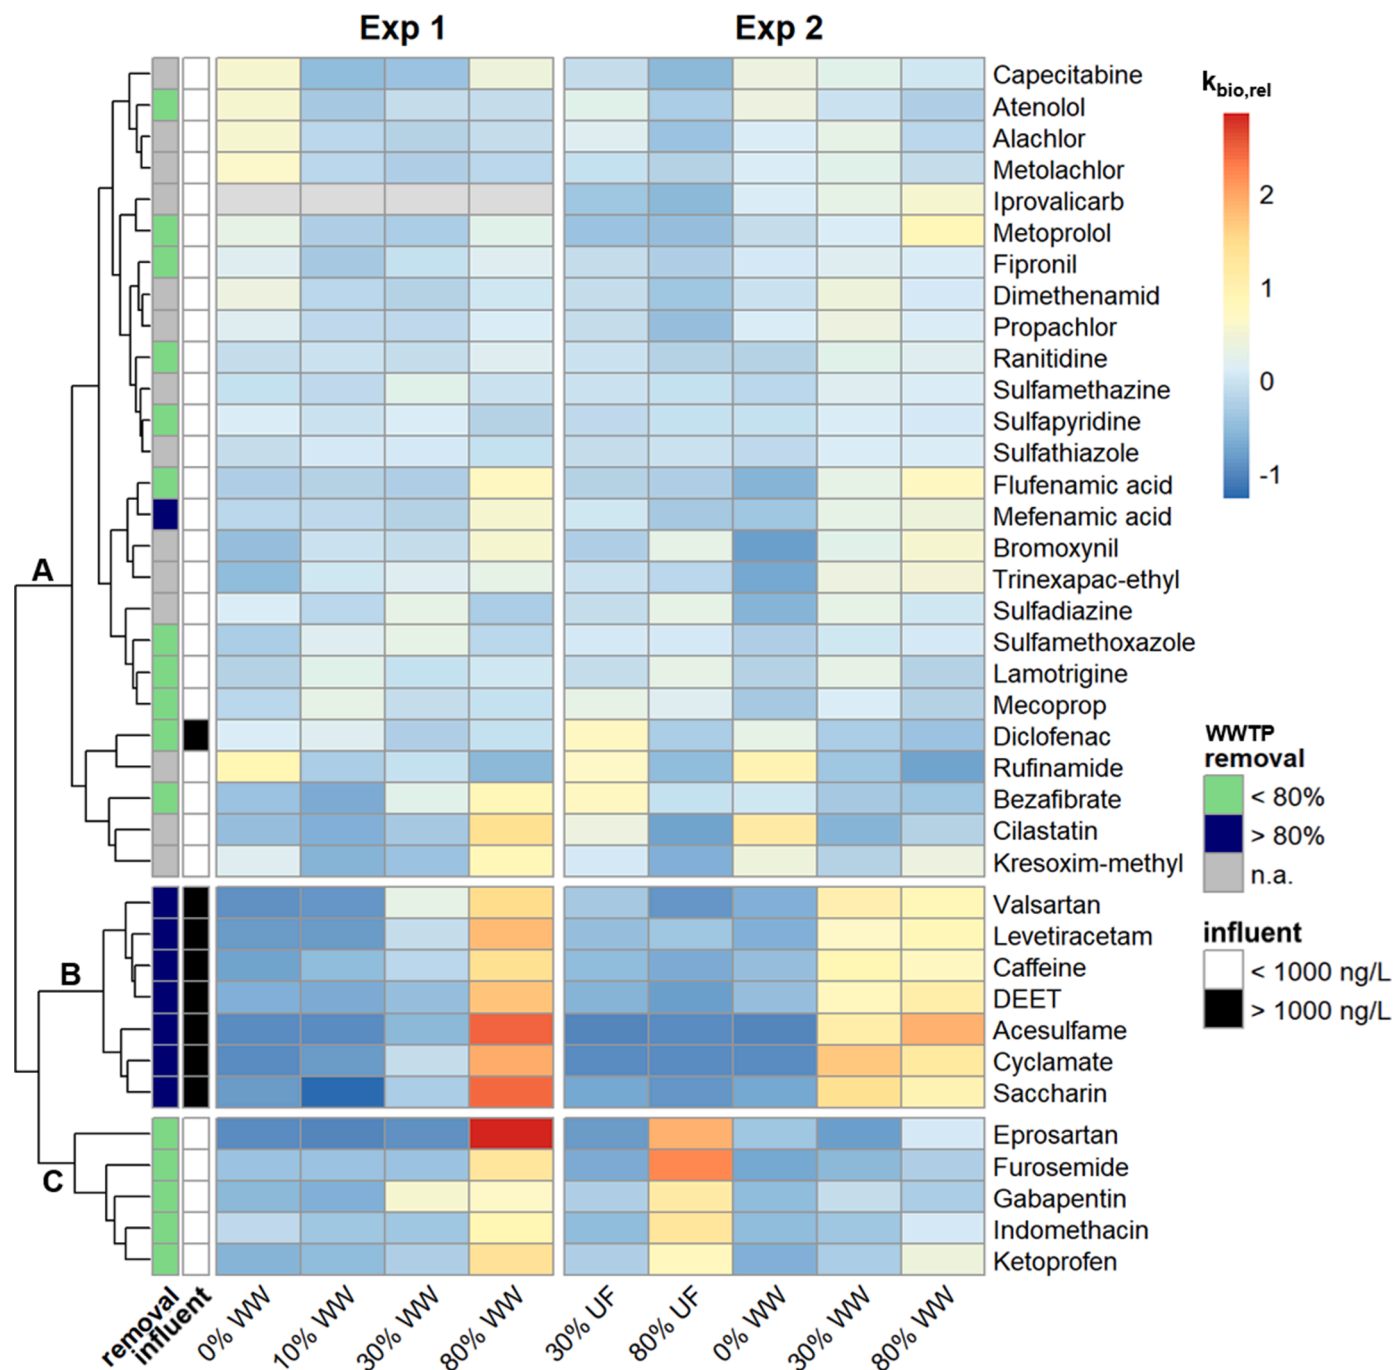 Exp 1
Exp 2
Capecitabine
Atenolol
Alachlor
Metolachlor
Iprovalicarb
Metoprolol
Fipronil
Dimethenamid
Propachlor
Ranitidine
Sulfamethazine
Sulfapyridine
Sulfathiazole
Flufenamic acid
Mefenamic acid
Bromoxynil
Trinexapac-ethyl
Sulfadiazine
Sulfamethoxazole
Lamotrigine
Mecoprop
Diclofenac
Rufinamide
Bezafibrate
Cilastatin
Kresoxim-methyl
Valsartan
Levetiracetam
Caffeine
DEET
Acesulfame
Cyclamate
Saccharin
Eprosartan
Furosemide
Gabapentin
Indomethacin
Ketoprofen
A
B
C
removal
influent
0% WW
10% WW
30% WW
80% WW
30% UF
80% UF
0% WW
30% WW
80% WW
kbio,rel
2
1
0
-1
WWTP
removal
< 80%
> 80%
n.a.
influent
< 1000 ng/L
> 1000 ng/L